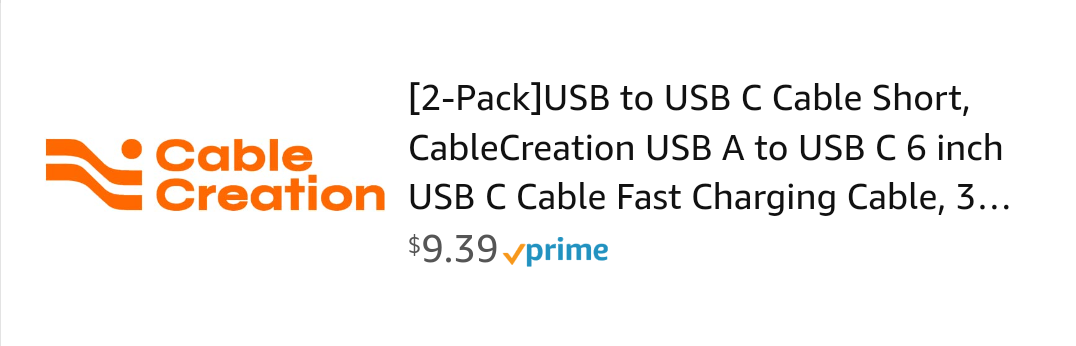 Cable
Creation
[2-Pack]USB to USB C Cable Short,
CableCreation USB A to USB C 6 inch
USB C Cable Fast Charging Cable, 3...
$9.39 prime